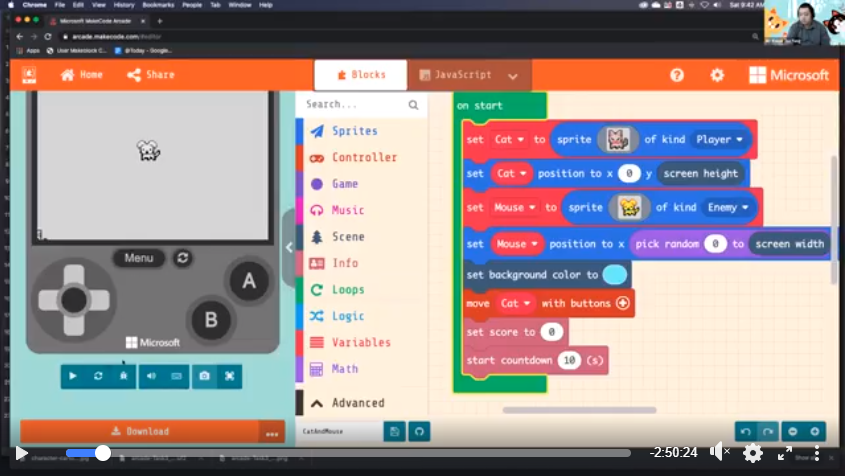 Chrome File Edit View History Bookmarks People Tab Window Help
Sat 9:42 AM
Microsoft MakeCode Arcade
arcade.makecode.com/#editor
Apps User Makeclock C... @Today - Google...
Home Share Blocks JavaScript Microsoft
Search...
Sprites
Controller
Game
Music
Scene
Info
Loops
Logic
Variables
Math
Advanced
Menu
A
B
Microsoft
Download
CatAndMouse
on start
set Cat to sprite of kind Player
set Cat position to x 0 y screen height
set Mouse to sprite of kind Enemy
set Mouse position to x pick random 0 to screen width
set background color to
move Cat with buttons
set score to 0
start countdown 10 (s)
-2:50:24